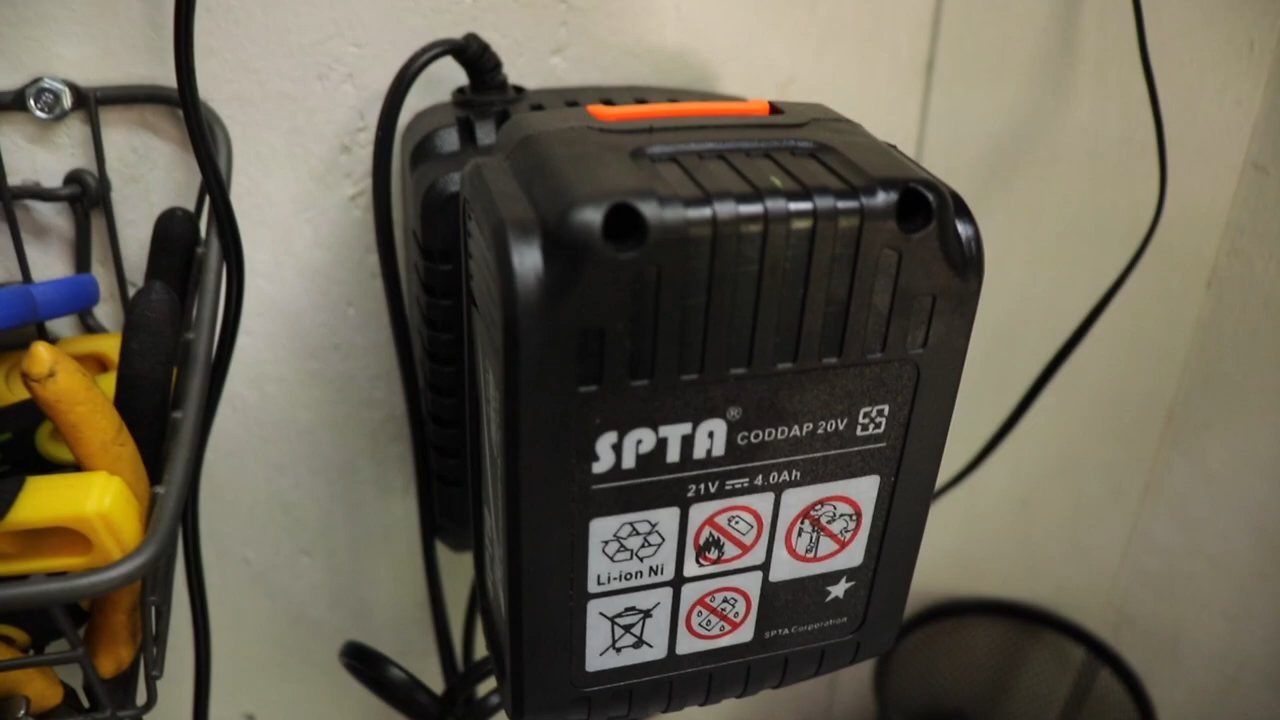 SPTA® CODDAP 20V
21V ⎓ 4.0Ah
Li-ion Ni
SPTA Corporation